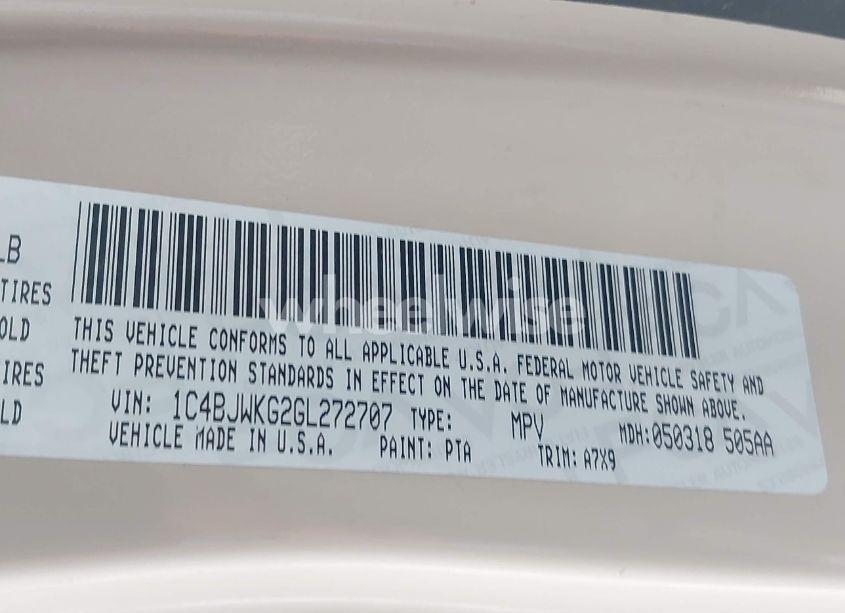 LB
TIRES
OLD
IRES
LD
THIS VEHICLE CONFORMS TO ALL APPLICABLE U.S.A. FEDERAL MOTOR VEHICLE SAFETY AND
THEFT PREVENTION STANDARDS IN EFFECT ON THE DATE OF MANUFACTURE SHOWN ABOVE.
VIN: 1C4BJWKG2GL272707 TYPE: MPV MDH:050318 505AA
VEHICLE MADE IN U.S.A. PAINT: PTA TRIM: A7X9
wheelwise